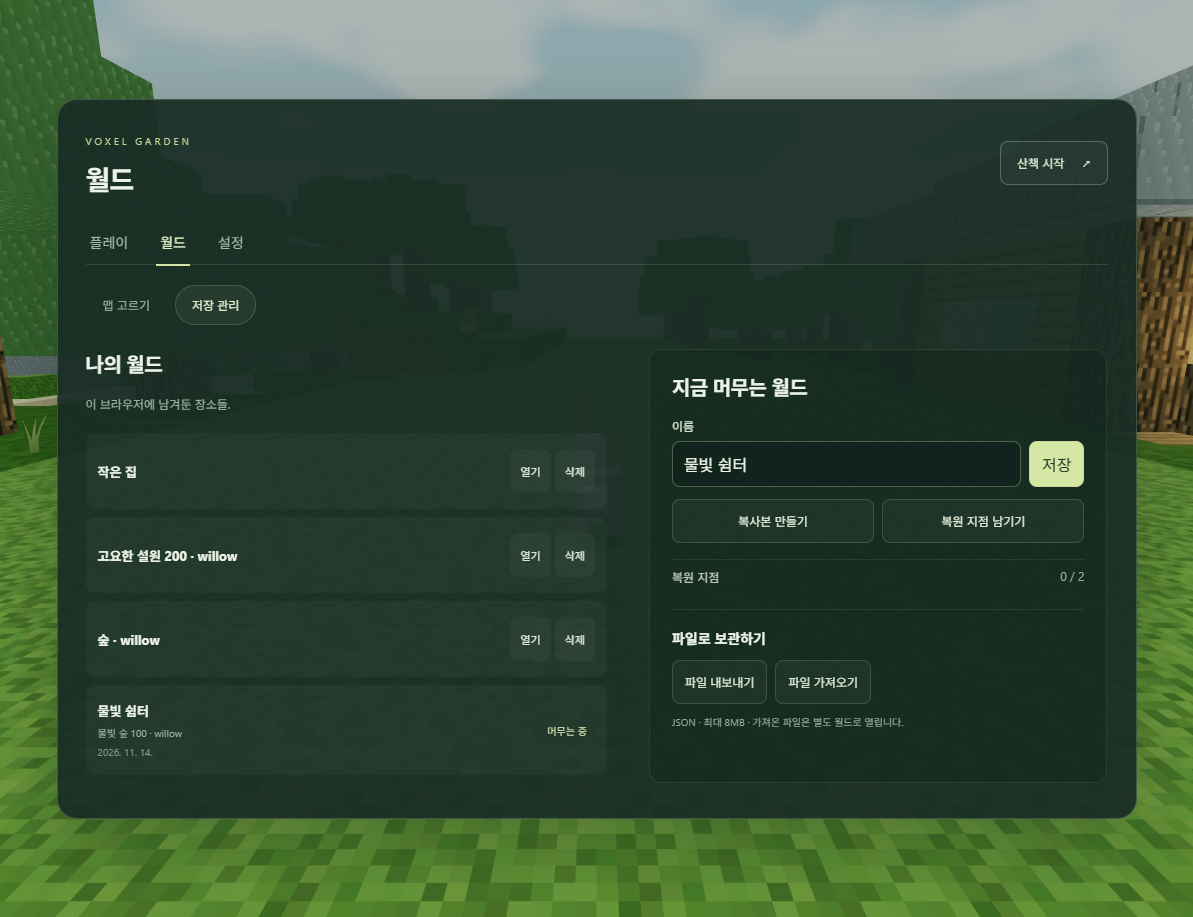 VOXEL GARDEN
월드
산책 시작 ↗
플레이 월드 설정
맵 고르기 저장 관리
나의 월드
이 브라우저에 남겨둔 장소들.
작은 집 열기 삭제
고요한 설원 200 - willow 열기 삭제
숲 - willow 열기 삭제
물빛 쉼터
물빛 숲 100 · willow
2026. 11. 14.
머무는 중
지금 머무는 월드
이름
물빛 쉼터 저장
복사본 만들기 복원 지점 남기기
복원 지점 0 / 2
파일로 보관하기
파일 내보내기 파일 가져오기
JSON · 최대 8MB · 가져온 파일은 별도 월드로 열립니다.